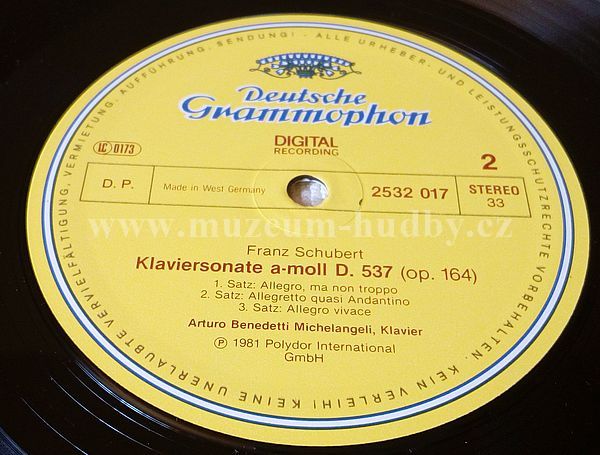 Deutsche
Grammophon
DIGITAL
RECORDING
LC 0173
2
D. P.
Made in West Germany
2532 017
STEREO
33
www.muzeum-hudby.cz
Franz Schubert
Klaviersonate a-moll D. 537 (op. 164)
1. Satz: Allegro, ma non troppo
2. Satz: Allegretto quasi Andantino
3. Satz: Allegro vivace
Arturo Benedetti Michelangeli, Klavier
℗ 1981 Polydor International
GmbH
ALLE URHEBER- UND LEISTUNGSSCHUTZRECHTE VORBEHALTEN · KEIN VERLEIH! KEINE UNERLAUBTE VERVIELFÄLTIGUNG, VERMIETUNG, AUFFÜHRUNG, SENDUNG!